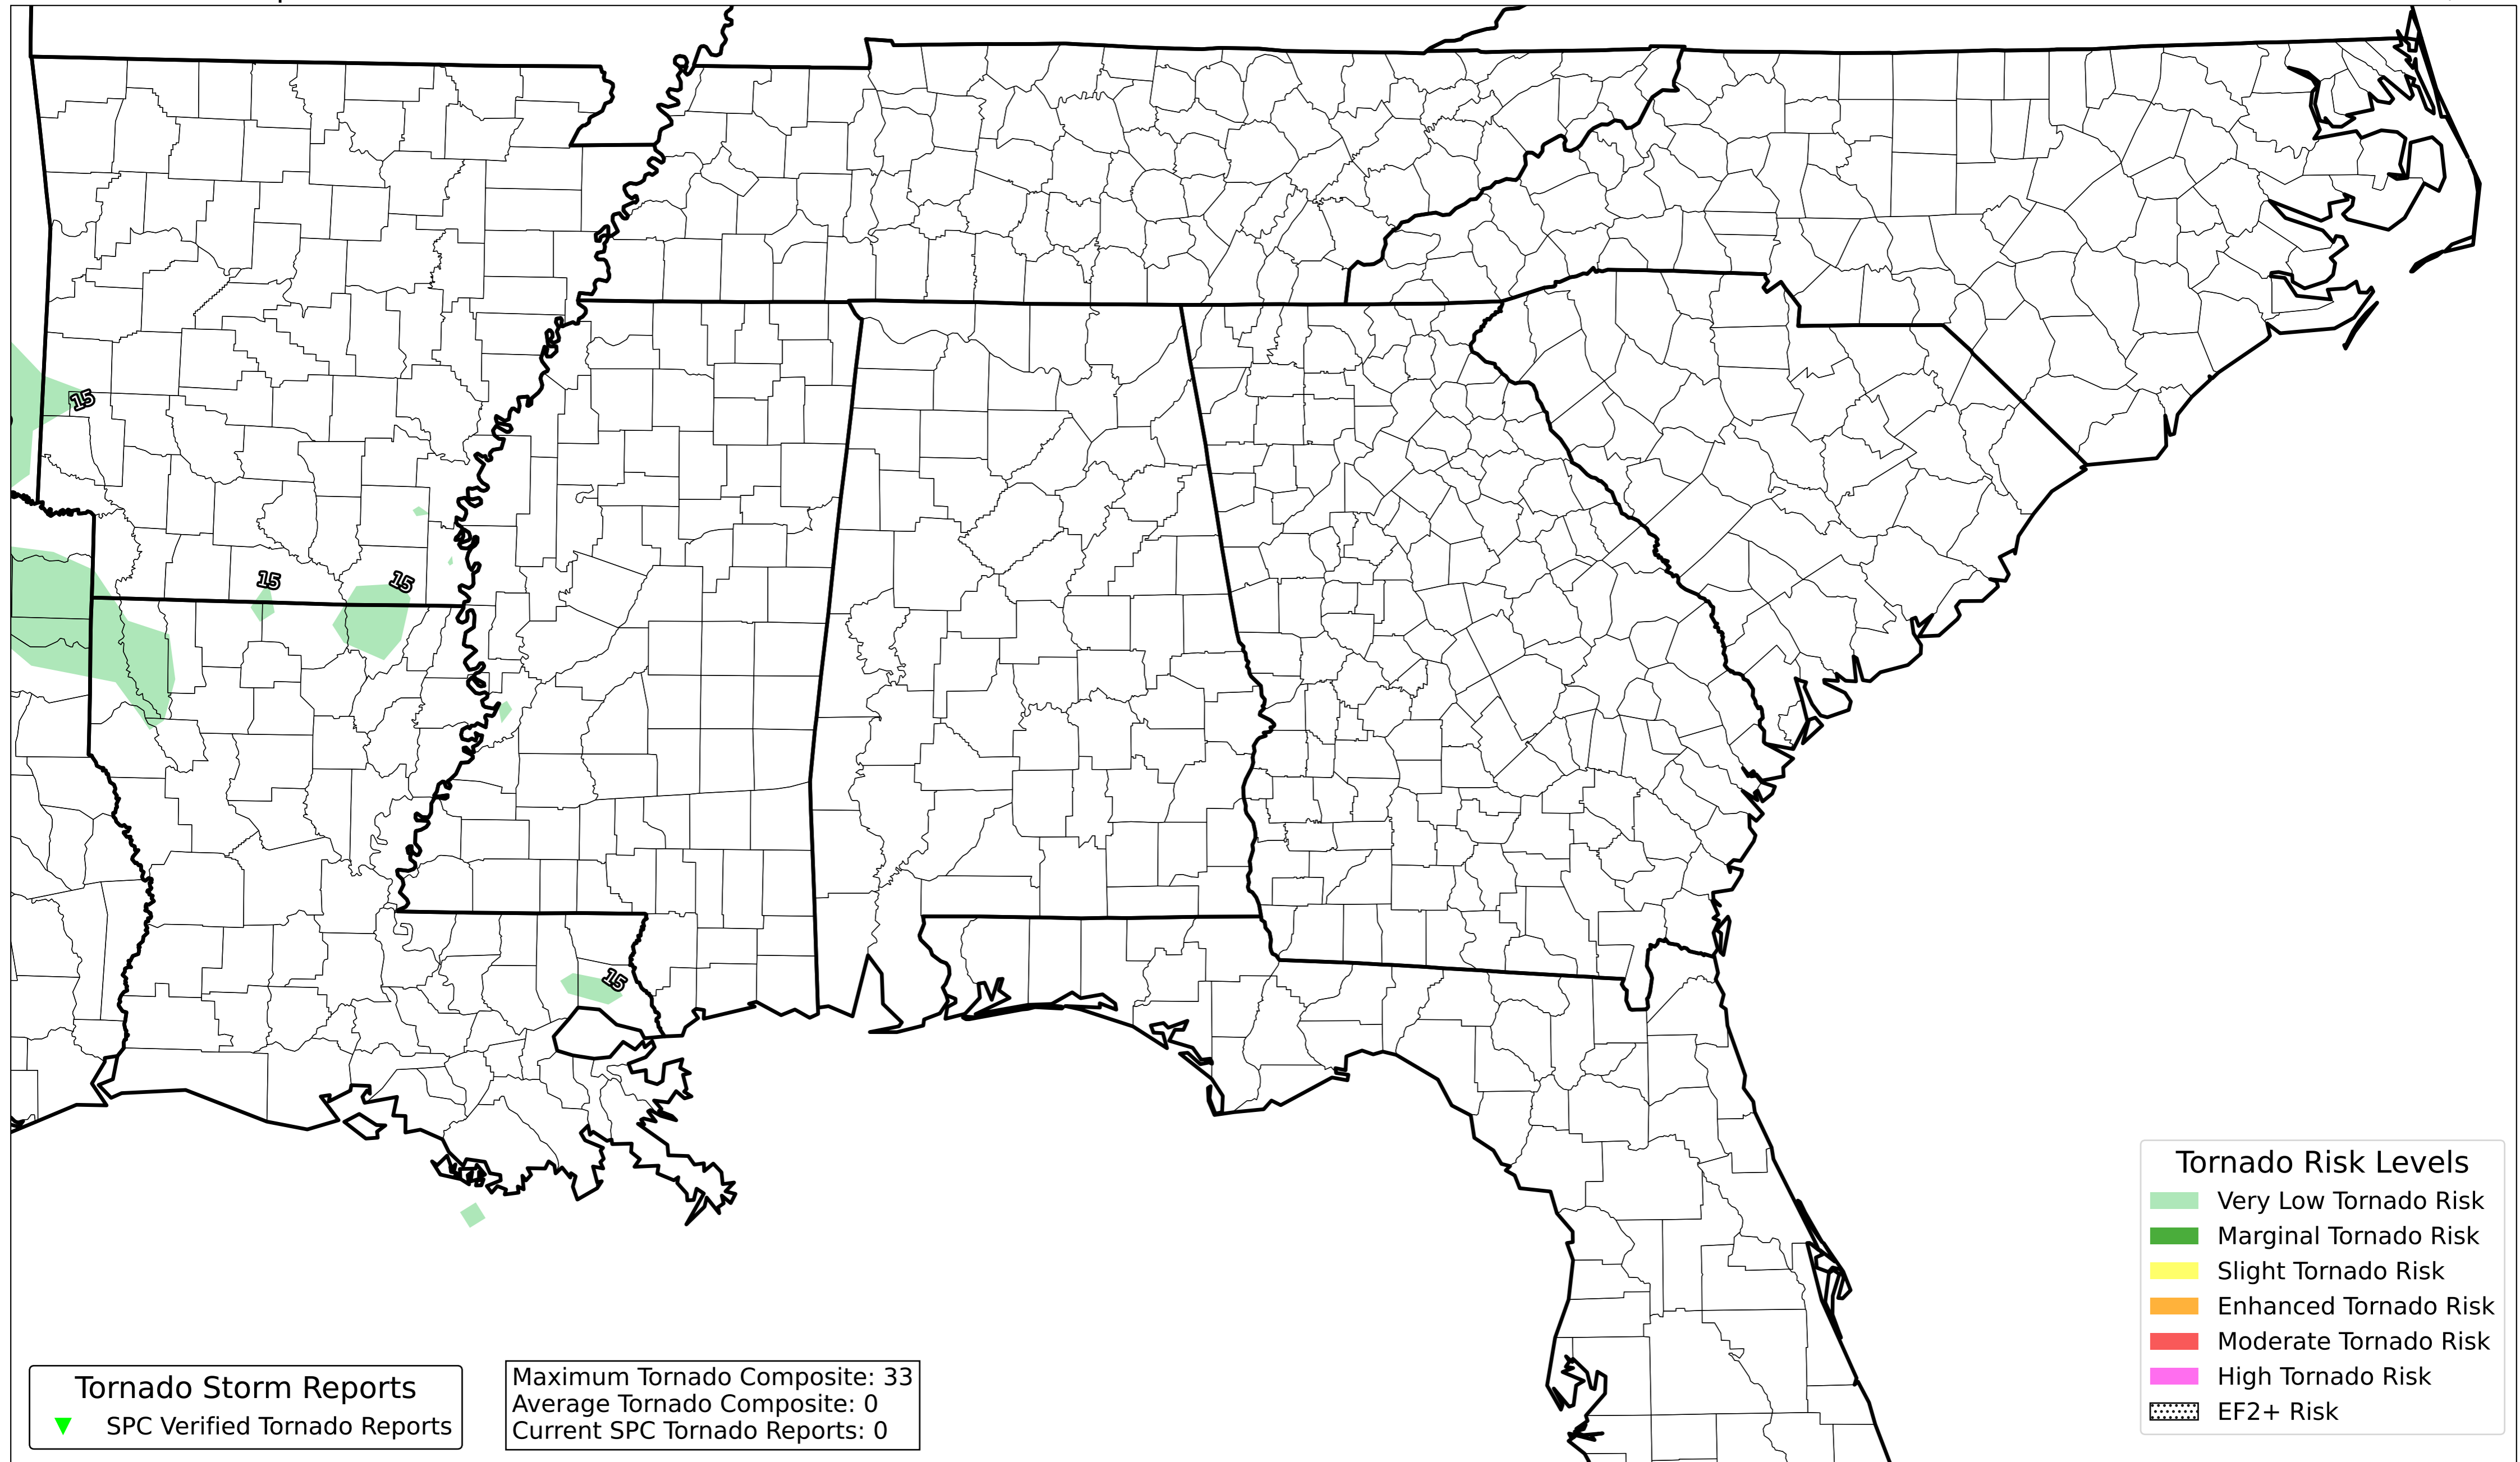 15
15
15
15
Tornado Risk Levels
Very Low Tornado Risk
Marginal Tornado Risk
Slight Tornado Risk
Enhanced Tornado Risk
Moderate Tornado Risk
High Tornado Risk
EF2+ Risk
Tornado Storm Reports
SPC Verified Tornado Reports
Maximum Tornado Composite: 33
Average Tornado Composite: 0
Current SPC Tornado Reports: 0